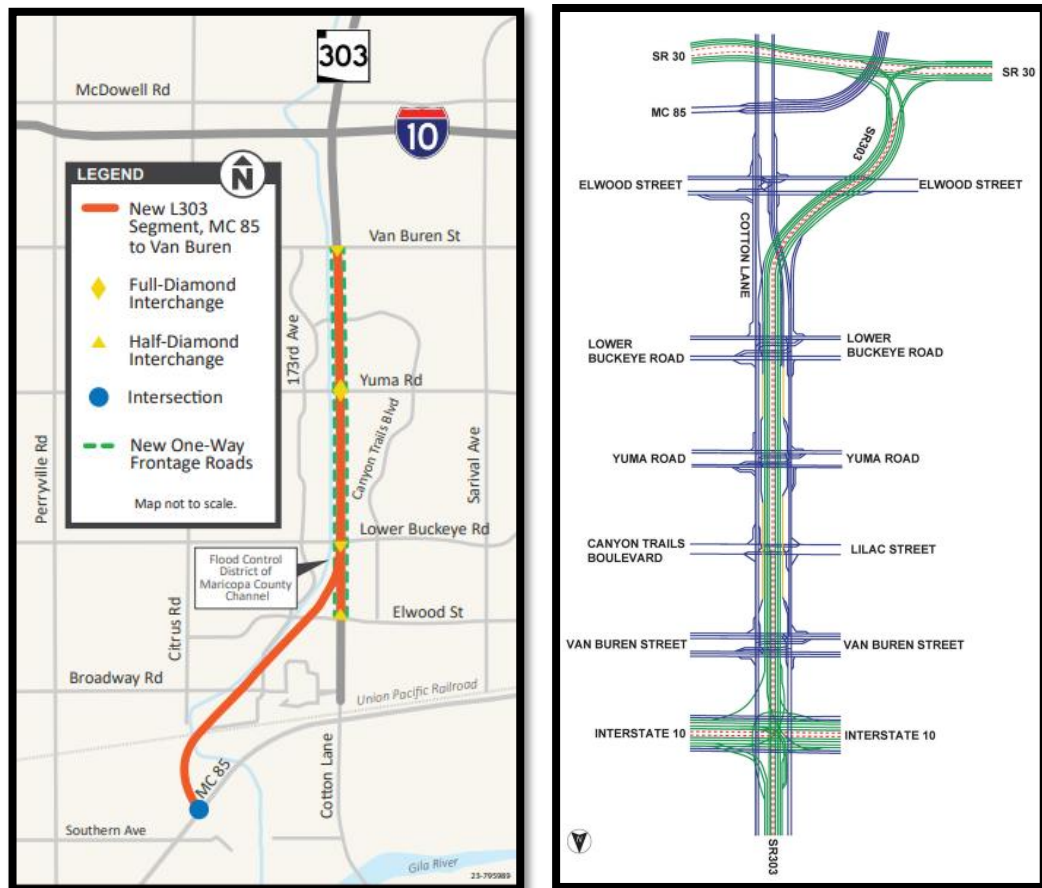 303
McDowell Rd
10
LEGEND
N
New L303
Segment, MC 85
to Van Buren
Full-Diamond
Interchange
Half-Diamond
Interchange
Intersection
New One-Way
Frontage Roads
Map not to scale.
Van Buren St
173rd Ave
Yuma Rd
Canyon Trails Blvd
Sarival Ave
Perryville Rd
Lower Buckeye Rd
Flood Control
District of
Maricopa County
Channel
Citrus Rd
Elwood St
Broadway Rd
Union Pacific Railroad
MC 85
Cotton Lane
Southern Ave
Gila River
23-795989
SR 30
SR 30
MC 85
SR303
ELWOOD STREET
ELWOOD STREET
COTTON LANE
LOWER
BUCKEYE ROAD
LOWER
BUCKEYE ROAD
YUMA ROAD
YUMA ROAD
CANYON TRAILS
BOULEVARD
LILAC STREET
VAN BUREN STREET
VAN BUREN STREET
INTERSTATE 10
INTERSTATE 10
N
SR303